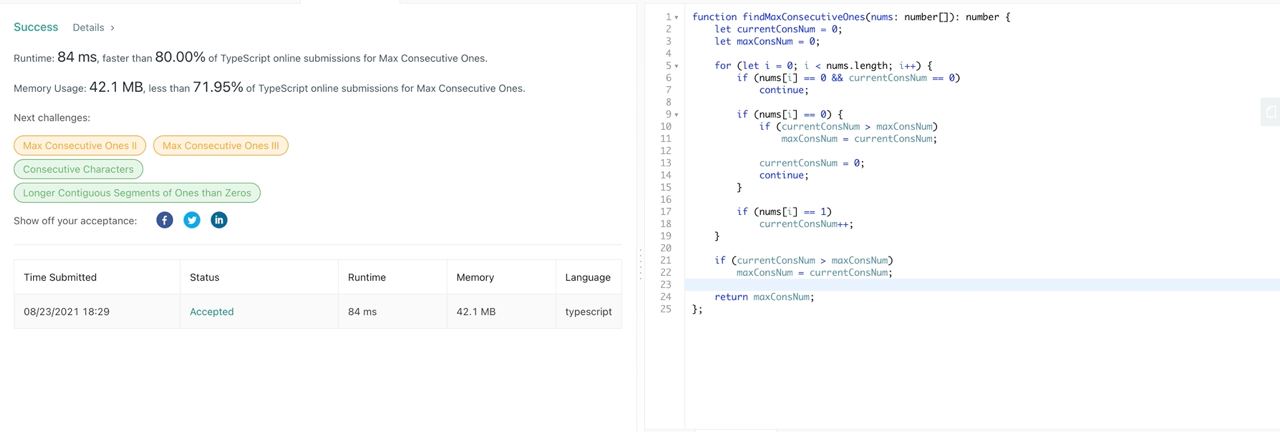 Success Details ›
Runtime: 84 ms, faster than 80.00% of TypeScript online submissions for Max Consecutive Ones.
Memory Usage: 42.1 MB, less than 71.95% of TypeScript online submissions for Max Consecutive Ones.
Next challenges:
Max Consecutive Ones II Max Consecutive Ones III
Consecutive Characters
Longer Contiguous Segments of Ones than Zeros
Show off your acceptance:
Time Submitted Status Runtime Memory Language
08/23/2021 18:29 Accepted 84 ms 42.1 MB typescript
1 function findMaxConsecutiveOnes(nums: number[]): number {
2     let currentConsNum = 0;
3     let maxConsNum = 0;
4
5     for (let i = 0; i < nums.length; i++) {
6         if (nums[i] == 0 && currentConsNum == 0)
7             continue;
8
9         if (nums[i] == 0) {
10             if (currentConsNum > maxConsNum)
11                 maxConsNum = currentConsNum;
12
13             currentConsNum = 0;
14             continue;
15         }
16
17         if (nums[i] == 1)
18             currentConsNum++;
19     }
20
21     if (currentConsNum > maxConsNum)
22         maxConsNum = currentConsNum;
23
24     return maxConsNum;
25 };